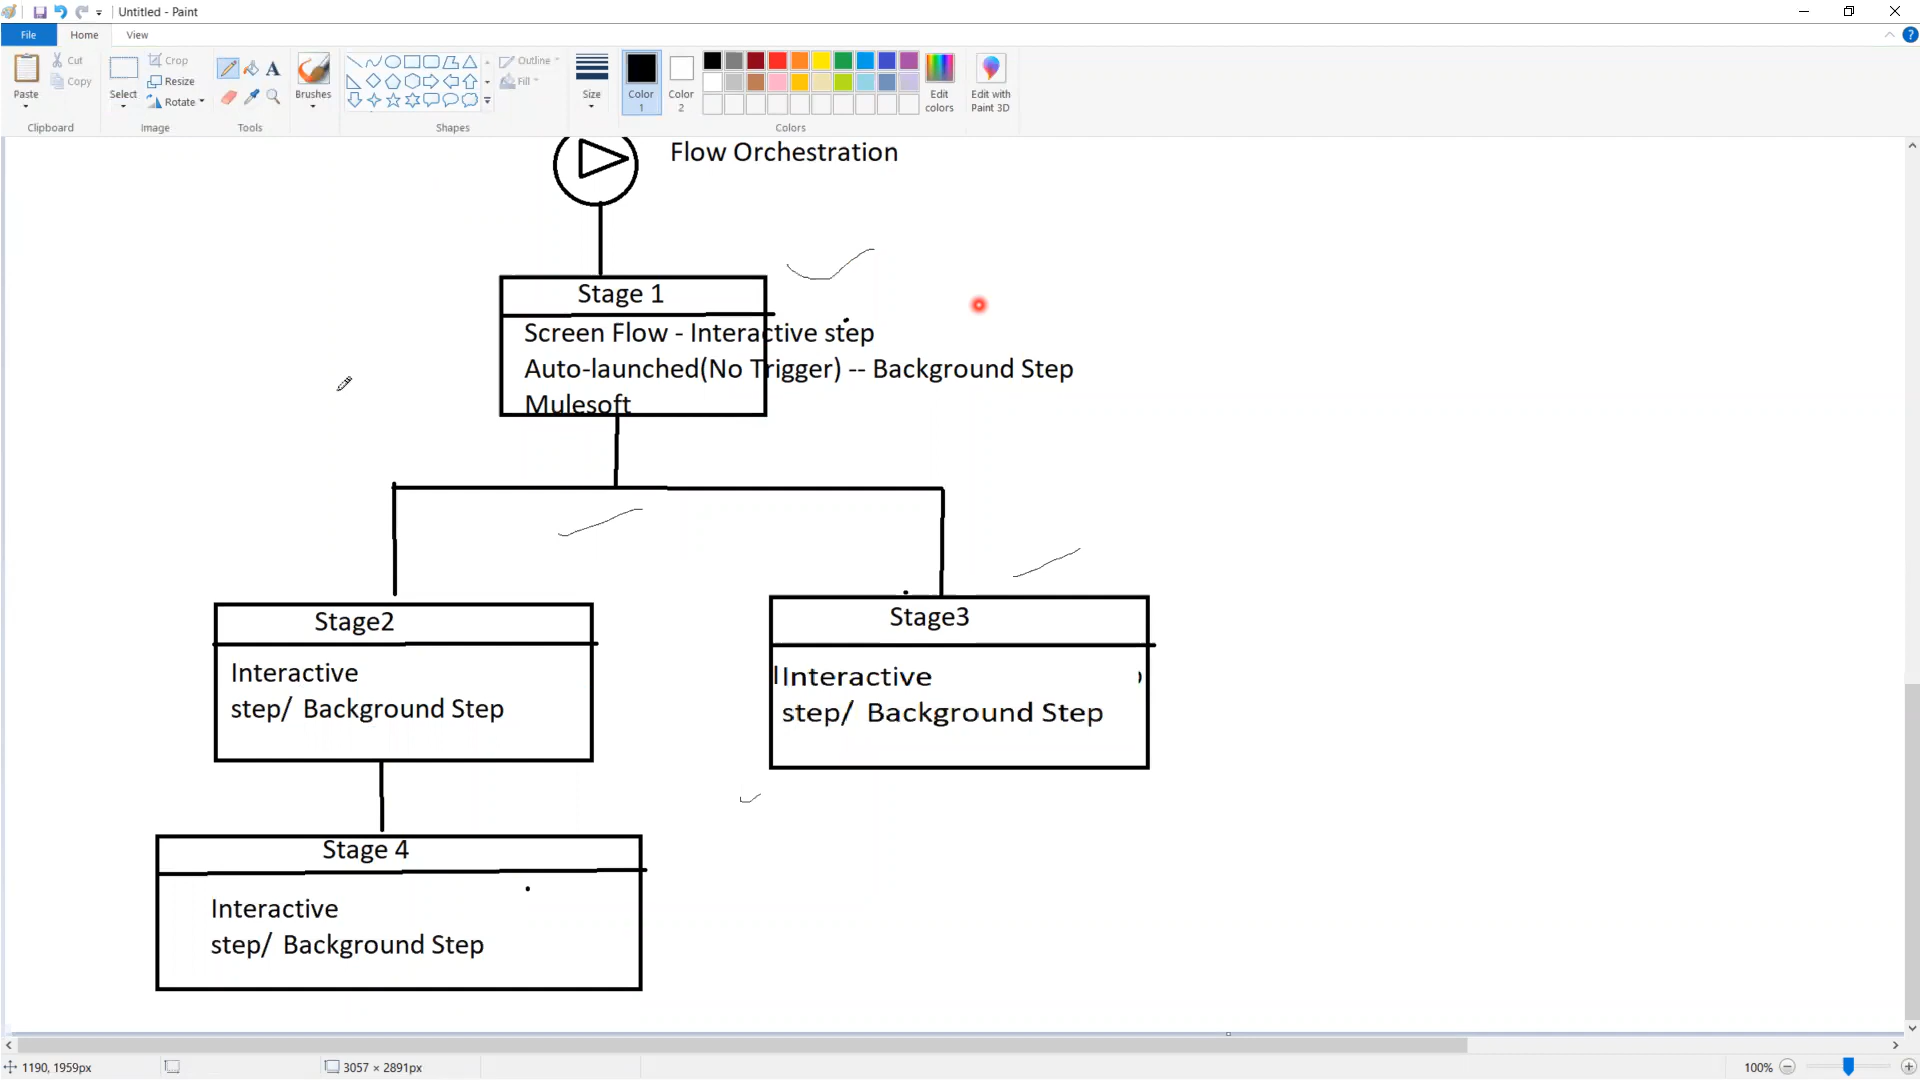 Untitled - Paint
File
Home
View
Paste
Cut
Copy
Clipboard
Select
Crop
Resize
Rotate
Image
Tools
Brushes
Shapes
Outline
Fill
Size
Color
1
Color
2
Edit
colors
Edit with
Paint 3D
Colors
Flow Orchestration
Stage 1
Screen Flow - Interactive step
Auto-launched(No Trigger) -- Background Step
Mulesoft
Stage2
Interactive
step/ Background Step
Stage3
Interactive
step/ Background Step
Stage 4
Interactive
step/ Background Step
1190, 1959px
3057 × 2891px
100%